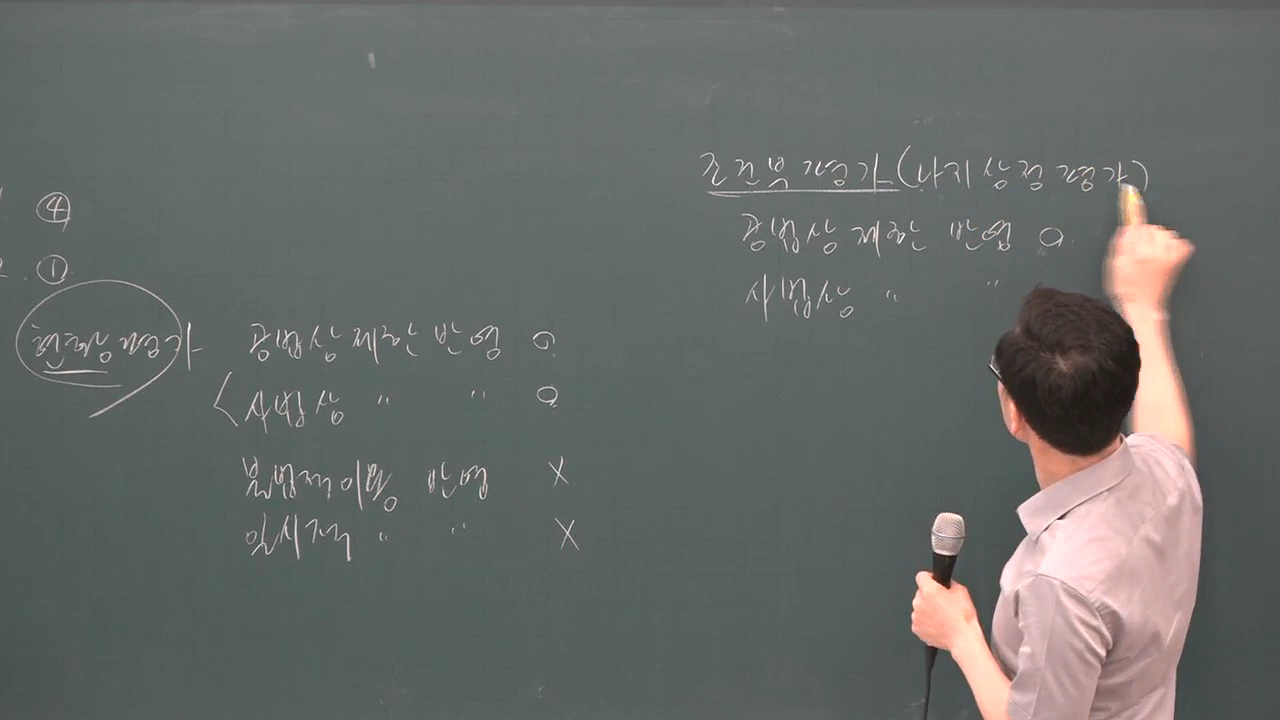 ④
①
현황평가
공법상 제한 반영 O
사법상 〃 〃 O
불법적이용 반영 X
일시적 〃 〃 X
조건부 평가 (나지상정평가)
공법상 제한 반영 O
사법상 〃 〃